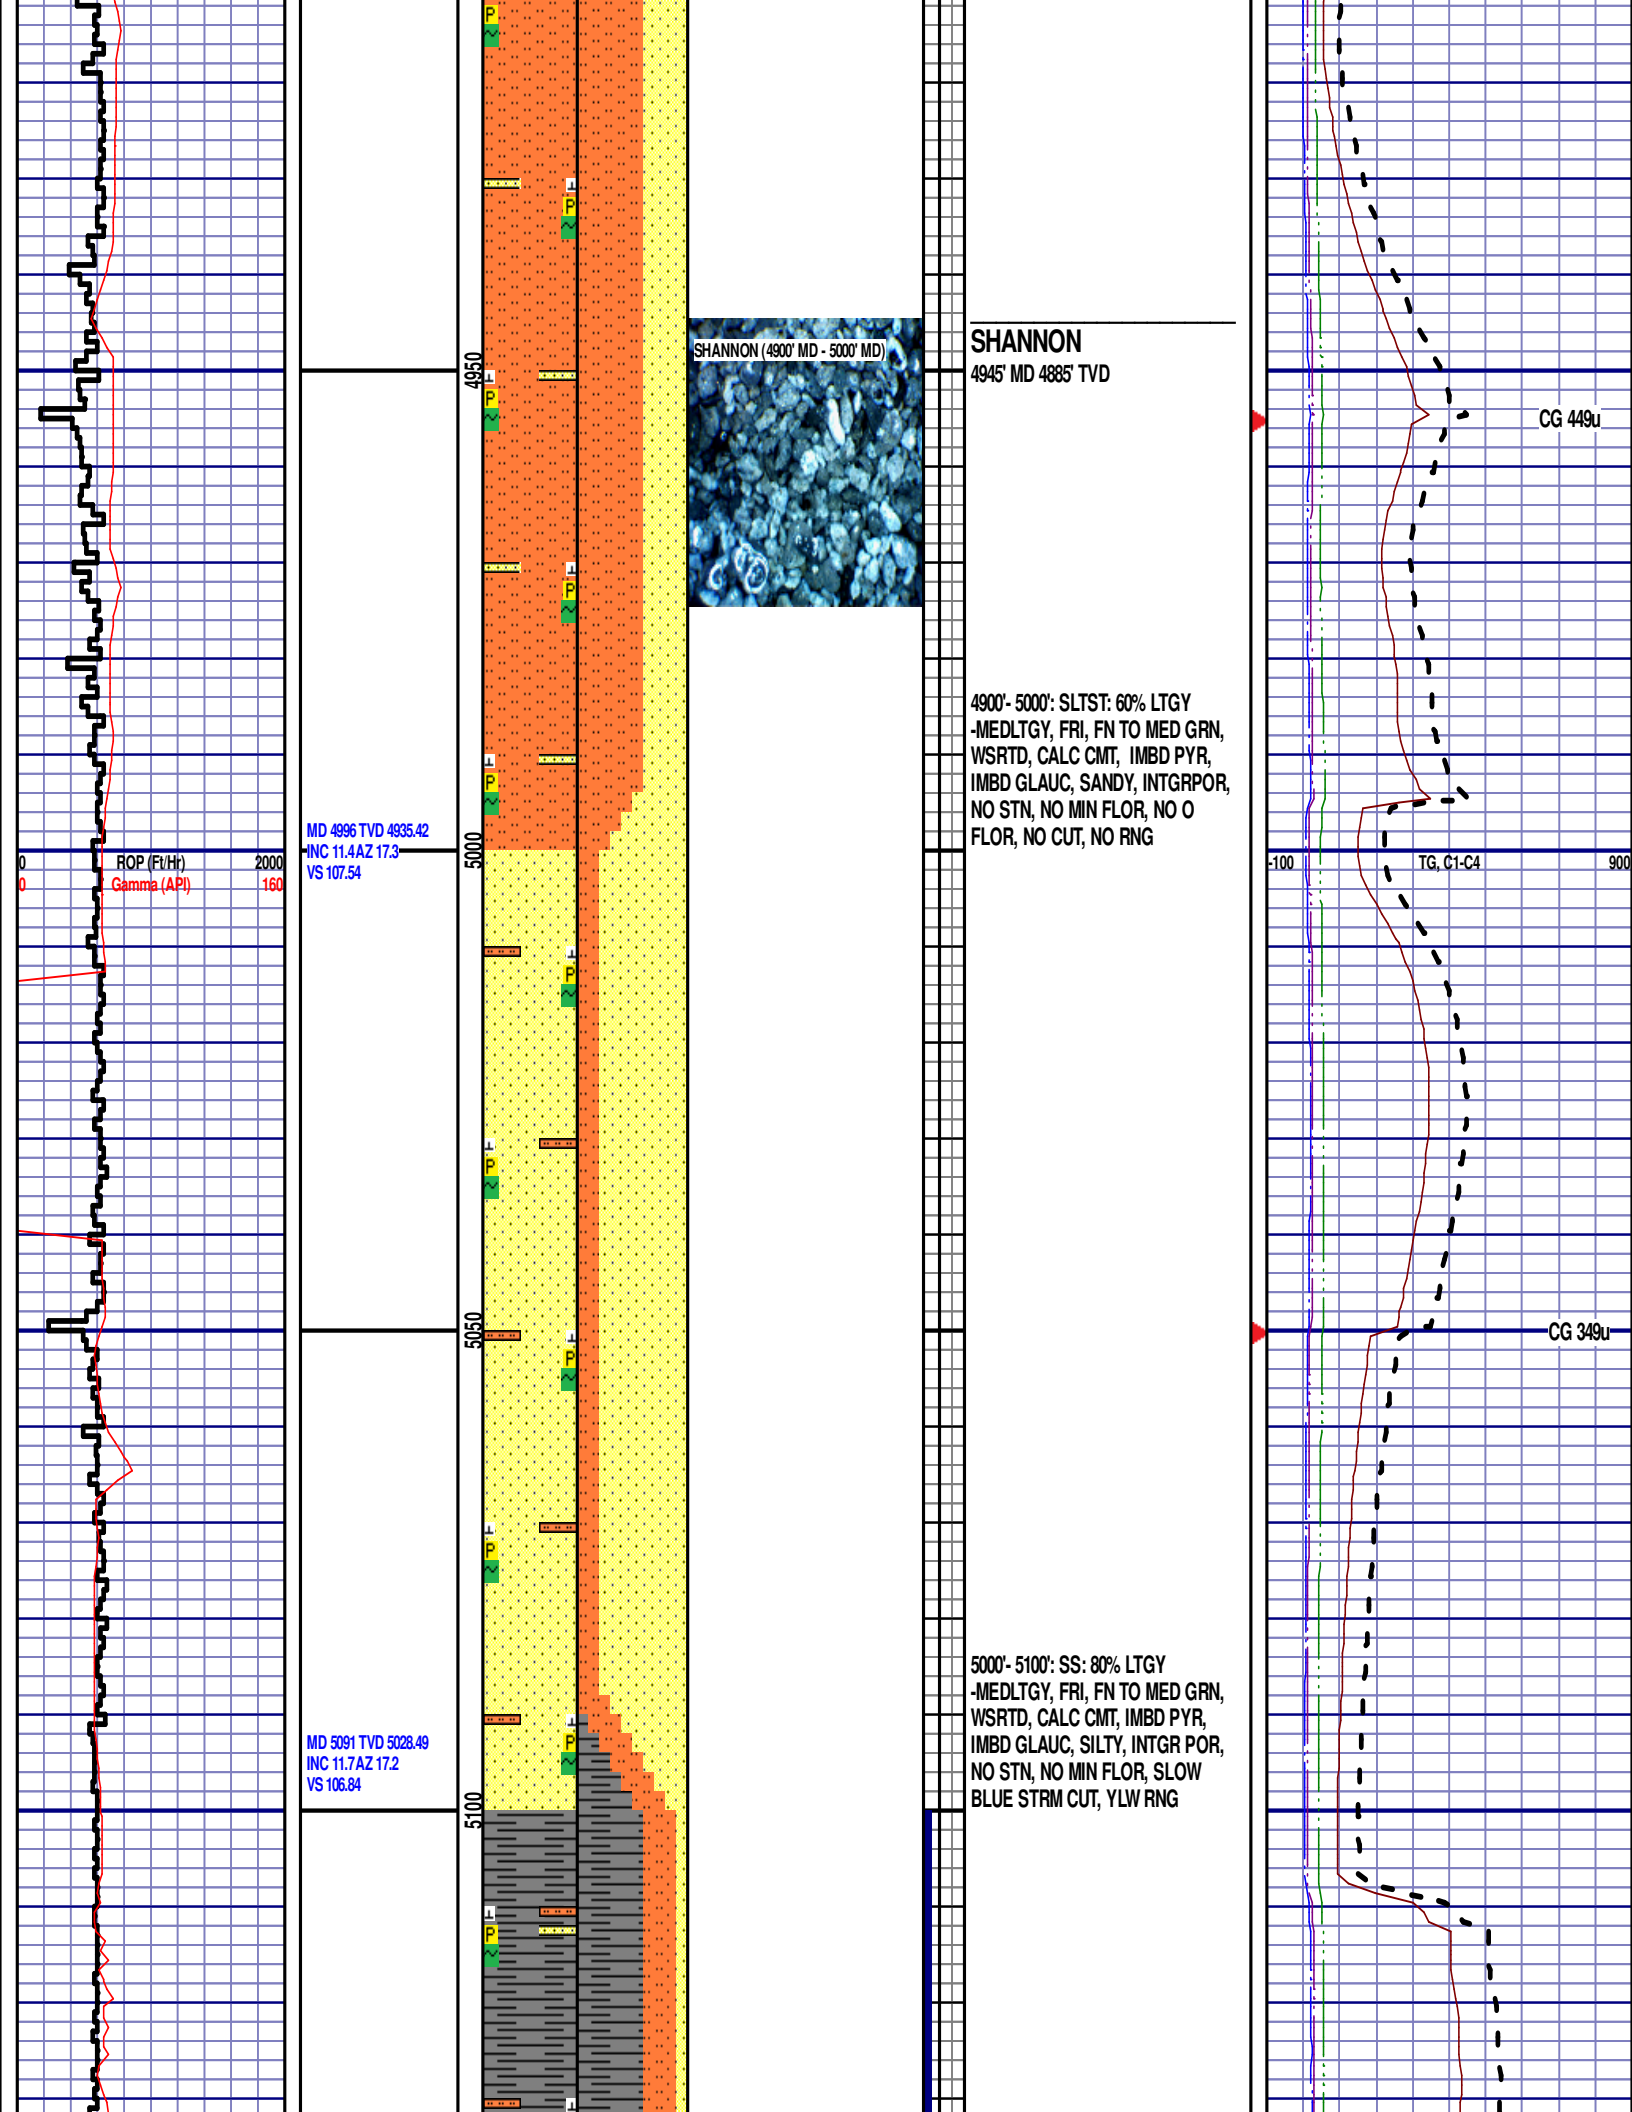 SHANNON (4900' MD - 5000' MD)
SHANNON
4945' MD 4885' TVD
4950
CG 449u
4900'- 5000': SLTST: 60% LTGY
-MEDLTGY, FRI, FN TO MED GRN,
WSRTD, CALC CMT, IMBD PYR,
IMBD GLAUC, SANDY, INTGRPOR,
NO STN, NO MIN FLOR, NO O
FLOR, NO CUT, NO RNG
MD 4996 TVD 4935.42
INC 11.4 AZ 17.3
VS 107.54
5000
0 ROP (Ft/Hr) 2000
0 Gamma (API) 160
-100 TG, C1-C4 900
5050
CG 349u
5000'- 5100': SS: 80% LTGY
-MEDLTGY, FRI, FN TO MED GRN,
WSRTD, CALC CMT, IMBD PYR,
IMBD GLAUC, SILTY, INTGR POR,
NO STN, NO MIN FLOR, SLOW
BLUE STRM CUT, YLW RNG
MD 5091 TVD 5028.49
INC 11.7 AZ 17.2
VS 106.84
5100
P
P
P
P
P
P
P
P
P
P
P